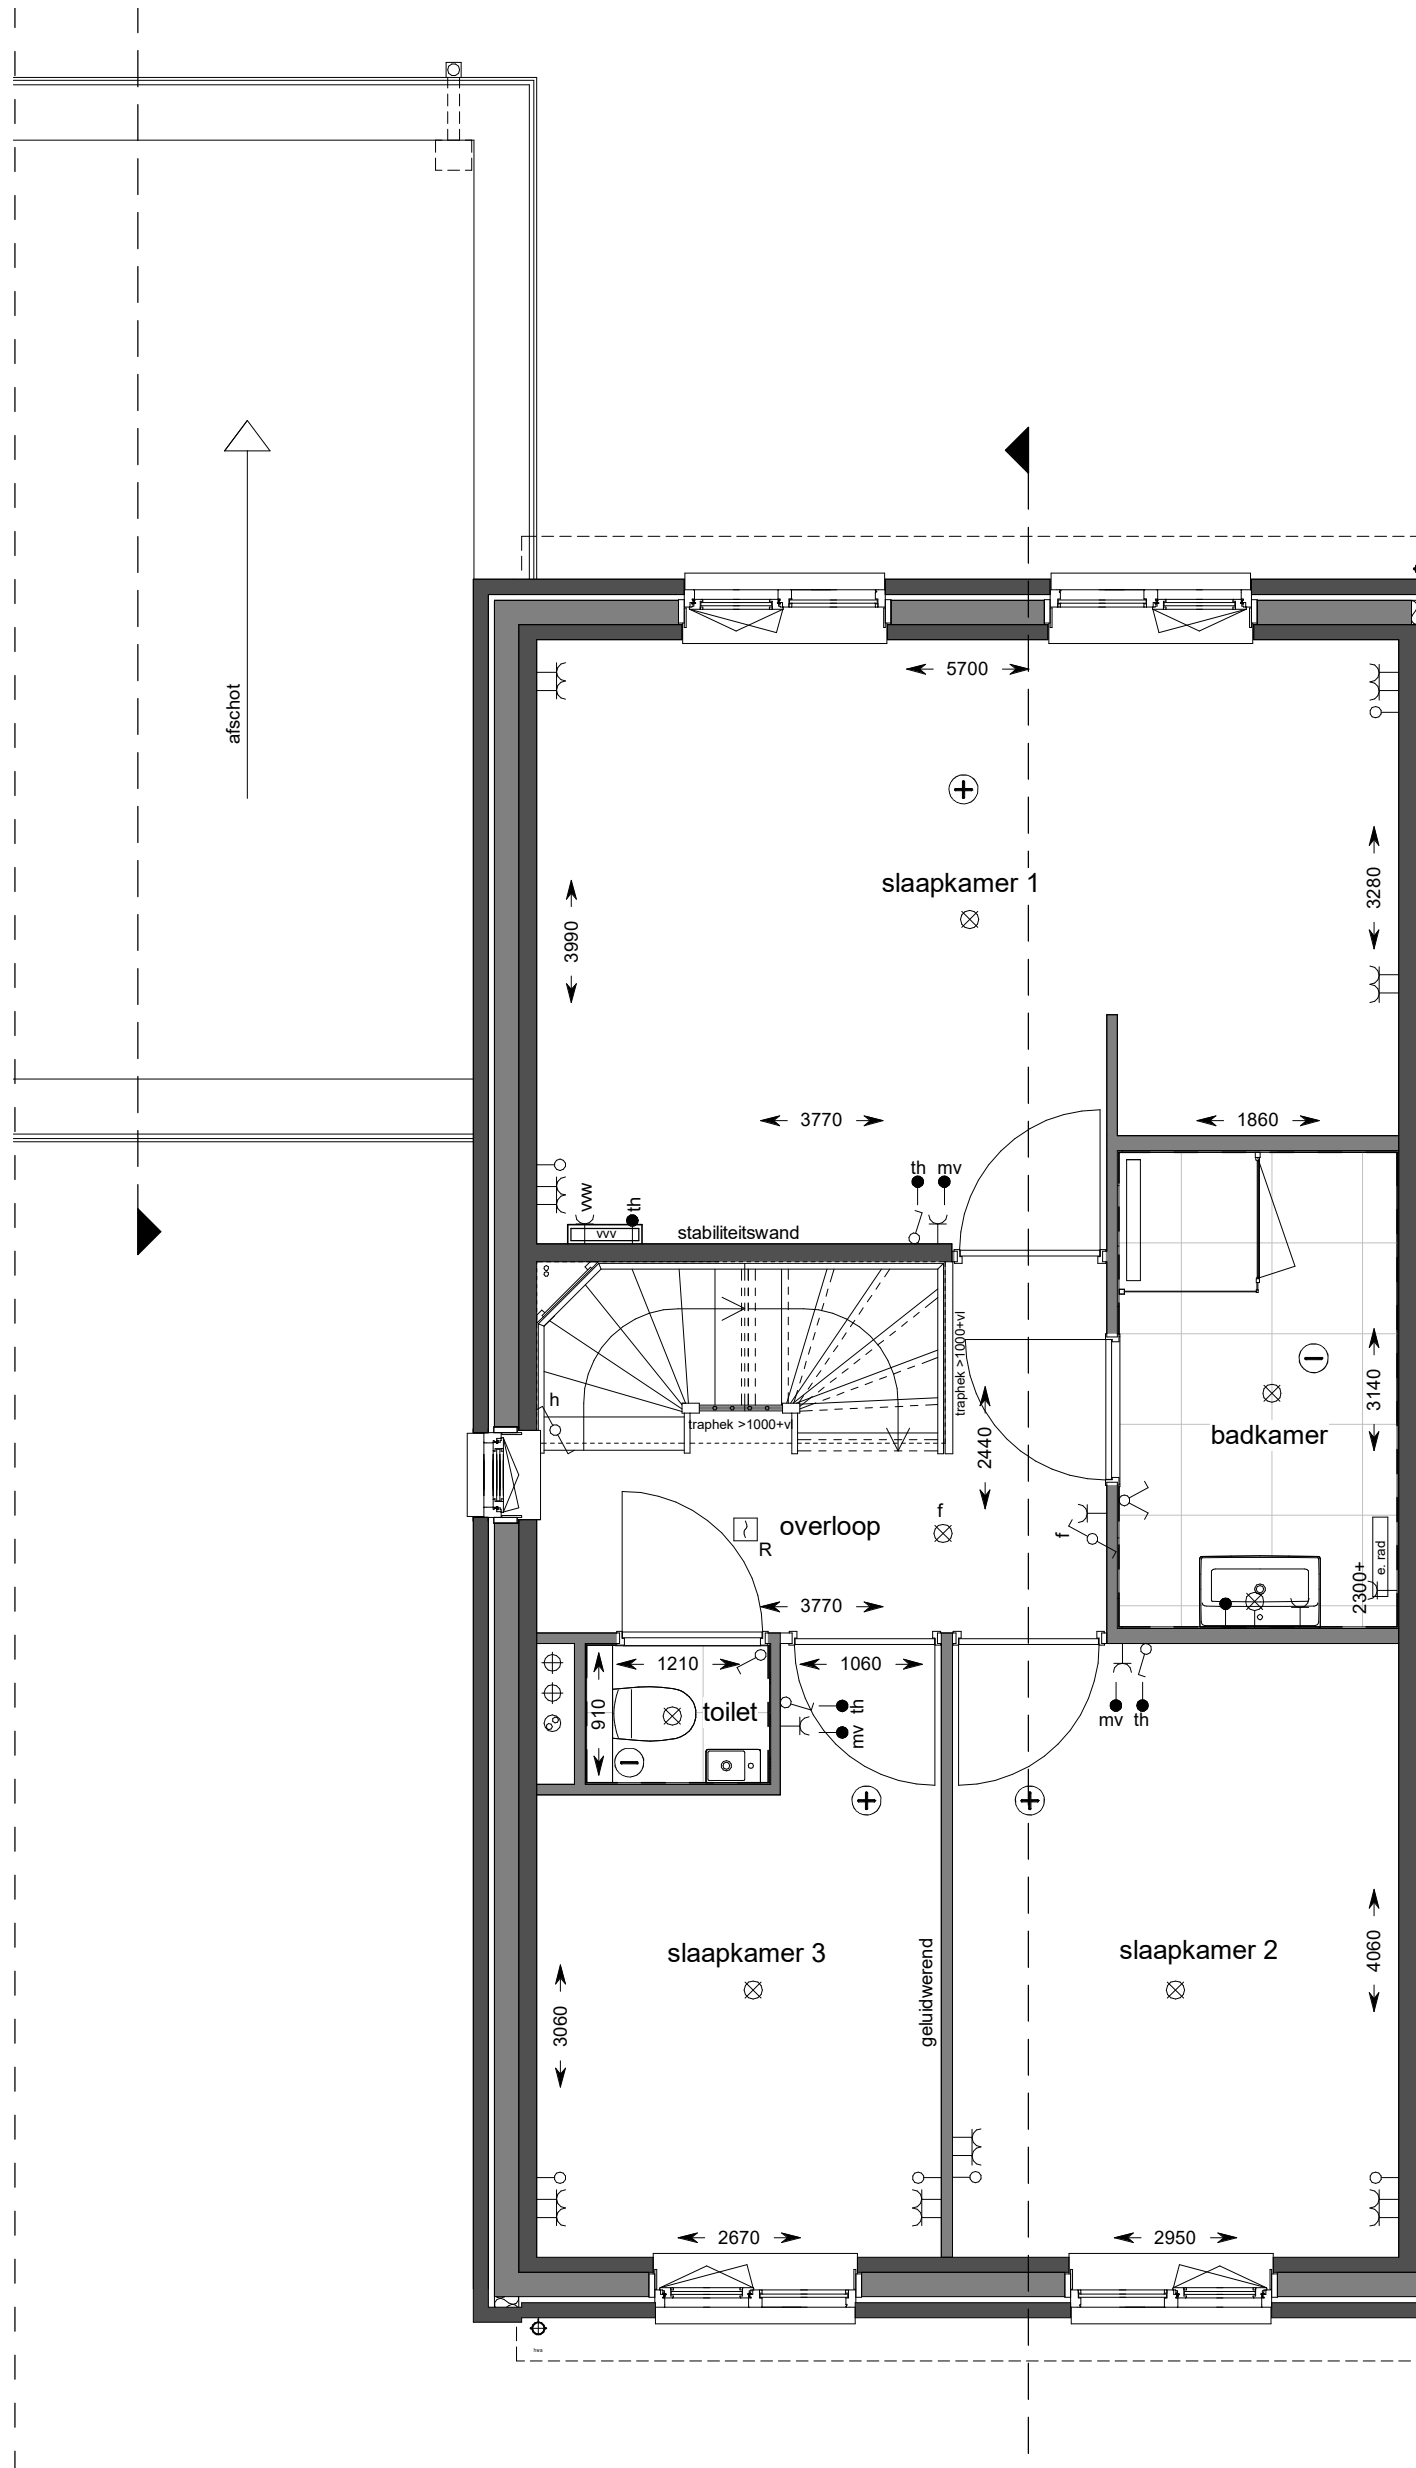 5700
afschot
slaapkamer 1
3280
3990
3770
1860
th mv
vvw
th
vvv
stabiliteitswand
traphek >1000+vl
h
traphek >1000+vl
2440
3140
badkamer
f
overloop
R
f
e. rad
2300+
3770
1210
1060
910
toilet
th
mv
mv th
slaapkamer 3
slaapkamer 2
geluidwerend
4060
3060
2670
2950